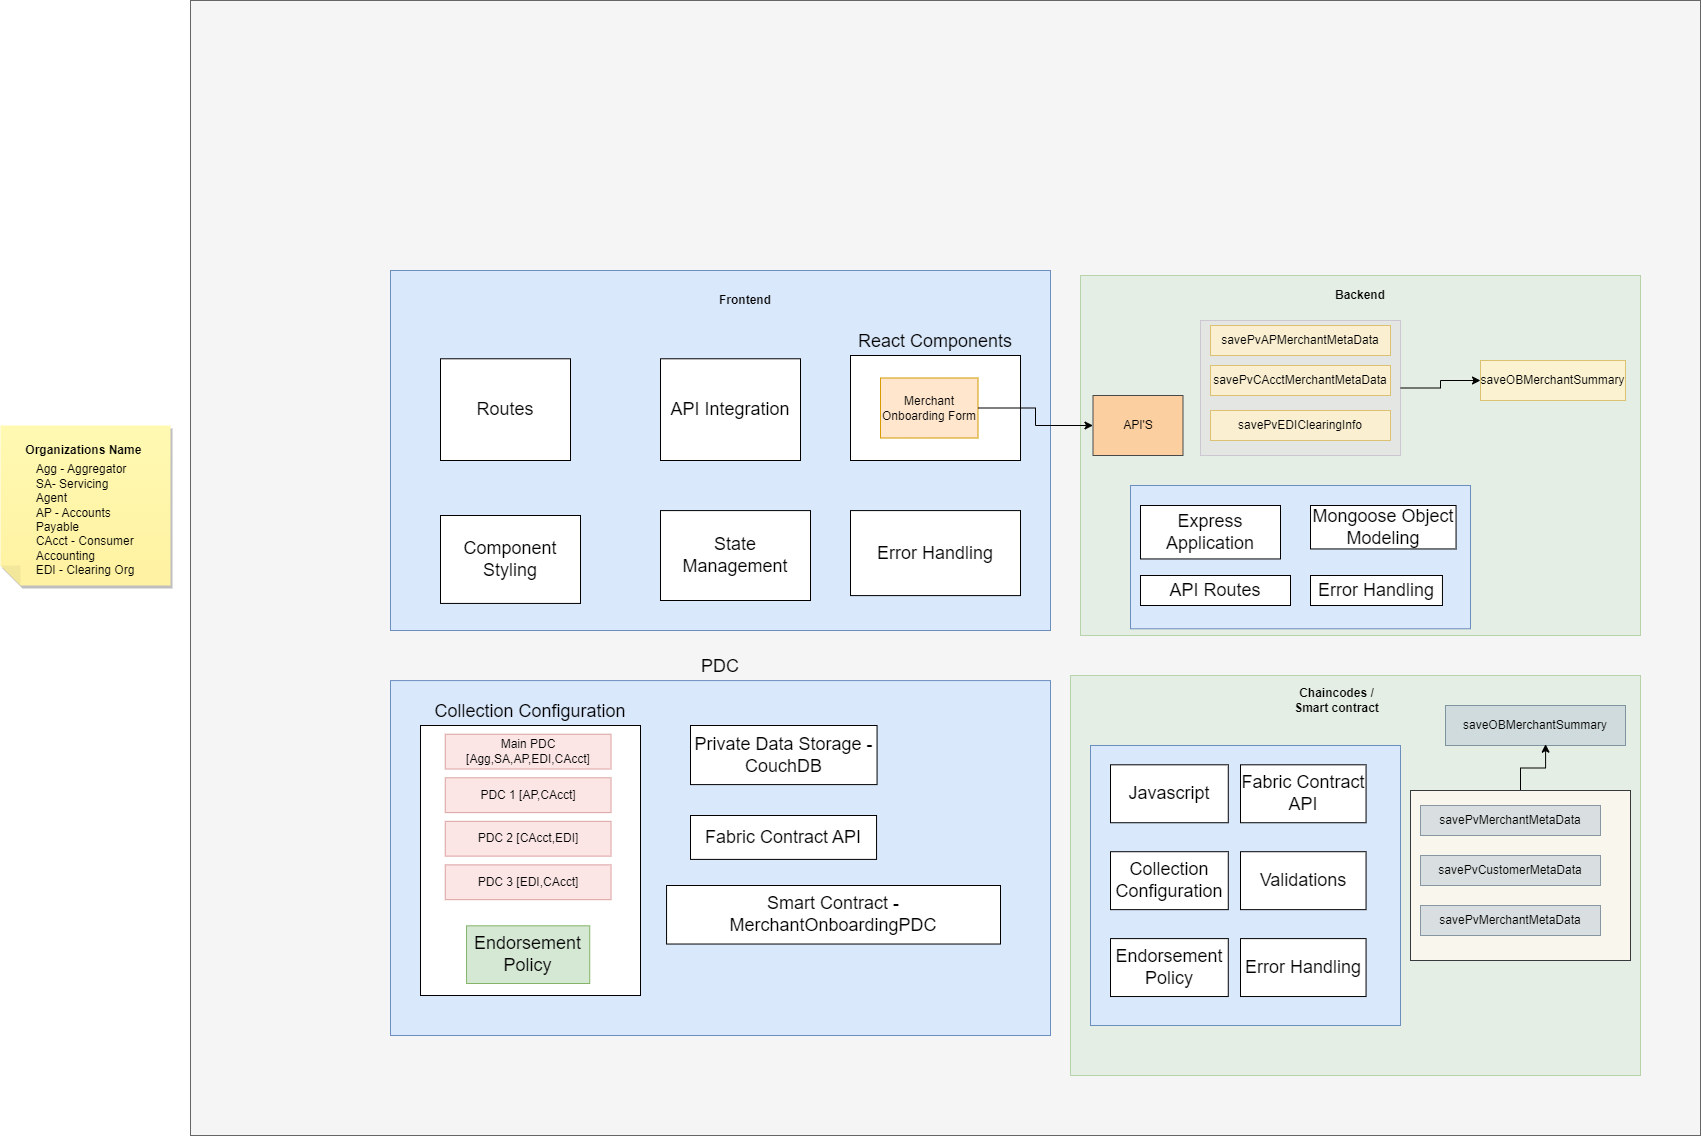 Organizations Name
Agg - Aggregator
SA- Servicing
Agent
AP - Accounts
Payable
CAcct - Consumer
Accounting
EDI - Clearing Org
Frontend
Routes
API Integration
React Components
Merchant
Onboarding Form
Component
Styling
State
Management
Error Handling
Backend
API'S
savePvAPMerchantMetaData
savePvCAcctMerchantMetaData
savePvEDIClearingInfo
saveOBMerchantSummary
Express
Application
Mongoose Object
Modeling
API Routes
Error Handling
PDC
Collection Configuration
Main PDC
[Agg,SA,AP,EDI,CAcct]
PDC 1 [AP,CAcct]
PDC 2 [CAcct,EDI]
PDC 3 [EDI,CAcct]
Endorsement
Policy
Private Data Storage -
CouchDB
Fabric Contract API
Smart Contract -
MerchantOnboardingPDC
Chaincodes /
Smart contract
saveOBMerchantSummary
Javascript
Fabric Contract
API
Collection
Configuration
Validations
Endorsement
Policy
Error Handling
savePvMerchantMetaData
savePvCustomerMetaData
savePvMerchantMetaData